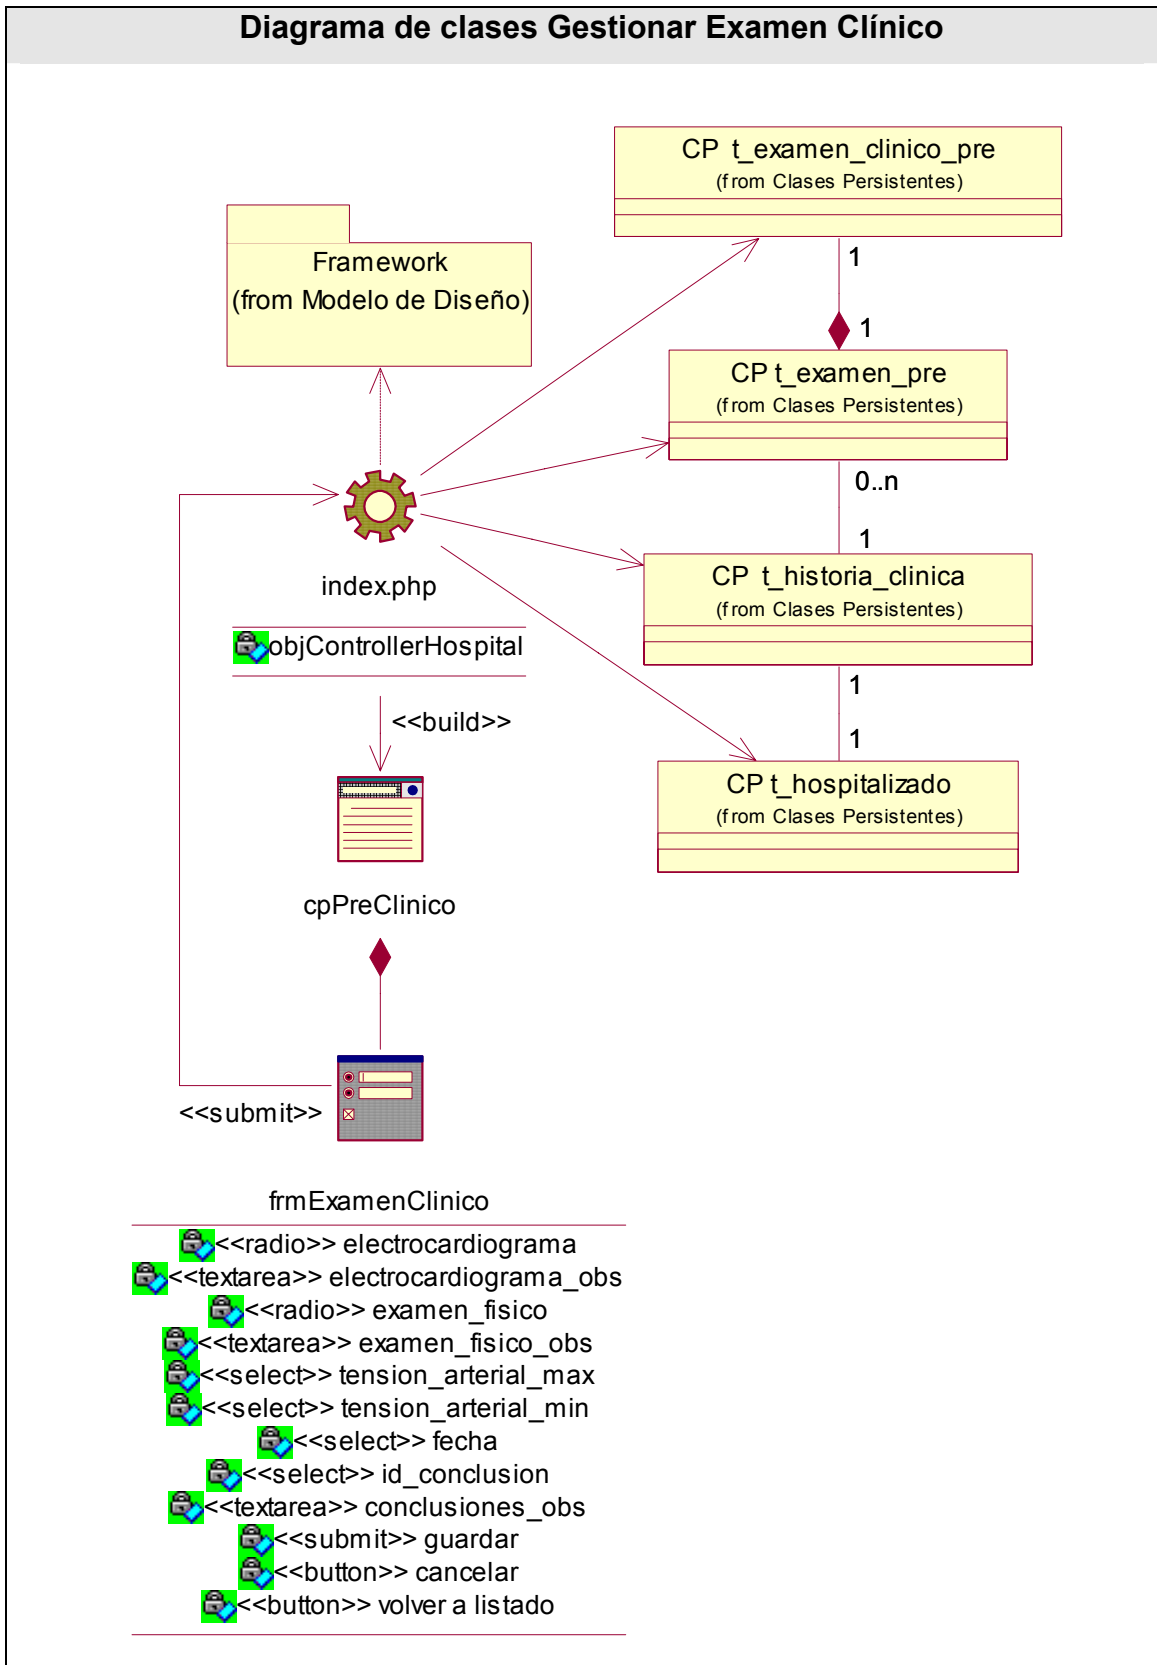 Diagrama de clases Gestionar Examen Clínico
CP t_examen_clinico_pre
(from Clases Persistentes)
Framework
(from Modelo de Diseño)
1
1
CP t_examen_pre
(from Clases Persistentes)
0..n
1
index.php
objControllerHospital
CP t_historia_clinica
(from Clases Persistentes)
1
1
<<build>>
CP t_hospitalizado
(from Clases Persistentes)
cpPreClinico
<<submit>>
frmExamenClinico
<<radio>> electrocardiograma
<<textarea>> electrocardiograma_obs
<<radio>> examen_fisico
<<textarea>> examen_fisico_obs
<<select>> tension_arterial_max
<<select>> tension_arterial_min
<<select>> fecha
<<select>> id_conclusion
<<textarea>> conclusiones_obs
<<submit>> guardar
<<button>> cancelar
<<button>> volver a listado